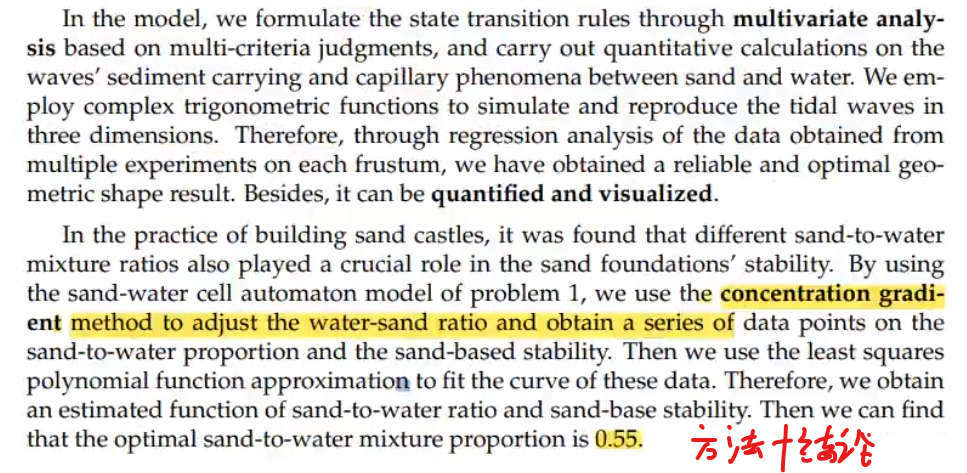 In the model, we formulate the state transition rules through multivariate analy-
sis based on multi-criteria judgments, and carry out quantitative calculations on the
waves' sediment carrying and capillary phenomena between sand and water. We em-
ploy complex trigonometric functions to simulate and reproduce the tidal waves in
three dimensions. Therefore, through regression analysis of the data obtained from
multiple experiments on each frustum, we have obtained a reliable and optimal geo-
metric shape result. Besides, it can be quantified and visualized.
In the practice of building sand castles, it was found that different sand-to-water
mixture ratios also played a crucial role in the sand foundations' stability. By using
the sand-water cell automaton model of problem 1, we use the concentration gradi-
ent method to adjust the water-sand ratio and obtain a series of data points on the
sand-to-water proportion and the sand-based stability. Then we use the least squares
polynomial function approximation to fit the curve of these data. Therefore, we obtain
an estimated function of sand-to-water ratio and sand-base stability. Then we can find
that the optimal sand-to-water mixture proportion is 0.55.
方法十结论